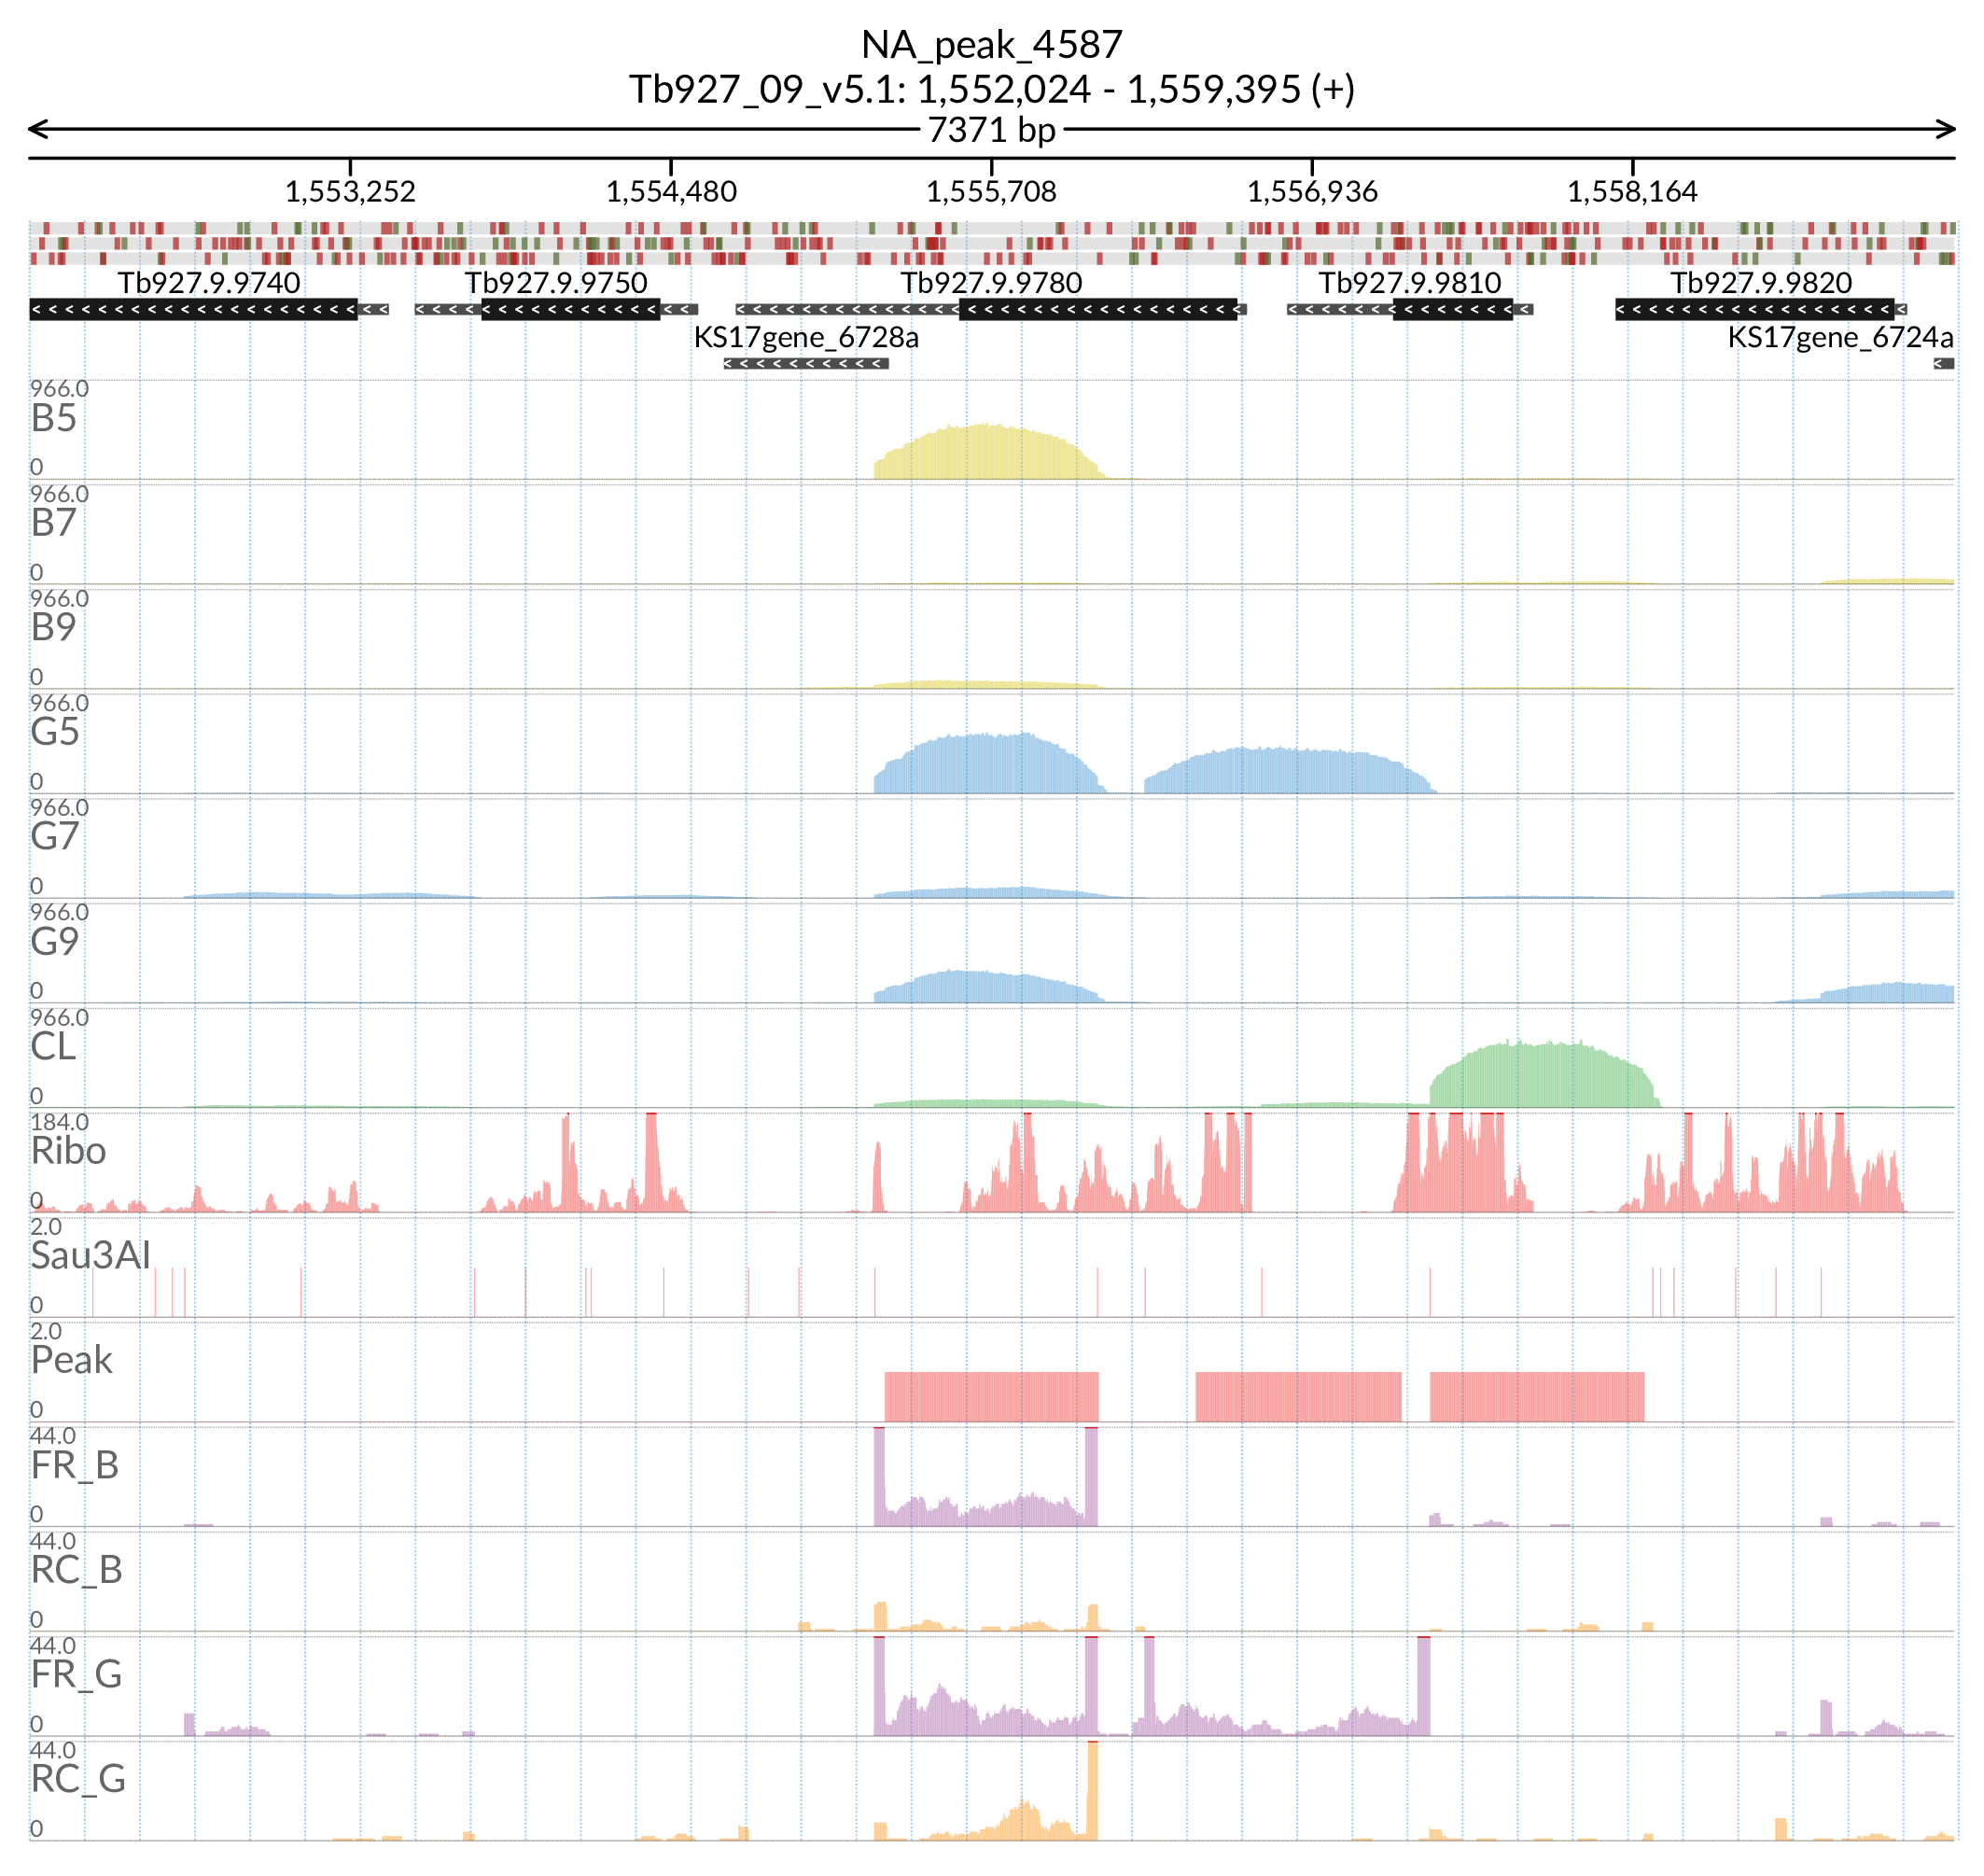 NA_peak_4587
Tb927_09_v5.1: 1,552,024 - 1,559,395 (+)
7371 bp
1,553,252 1,554,480 1,555,708 1,556,936 1,558,164
Tb927.9.9740 Tb927.9.9750 Tb927.9.9780 Tb927.9.9810 Tb927.9.9820
KS17gene_6728a KS17gene_6724a
966.0
B5
0
966.0
B7
0
966.0
B9
0
966.0
G5
0
966.0
G7
0
966.0
G9
0
966.0
CL
0
184.0
Ribo
0
2.0
Sau3AI
0
2.0
Peak
0
44.0
FR_B
0
44.0
RC_B
0
44.0
FR_G
0
44.0
RC_G
0